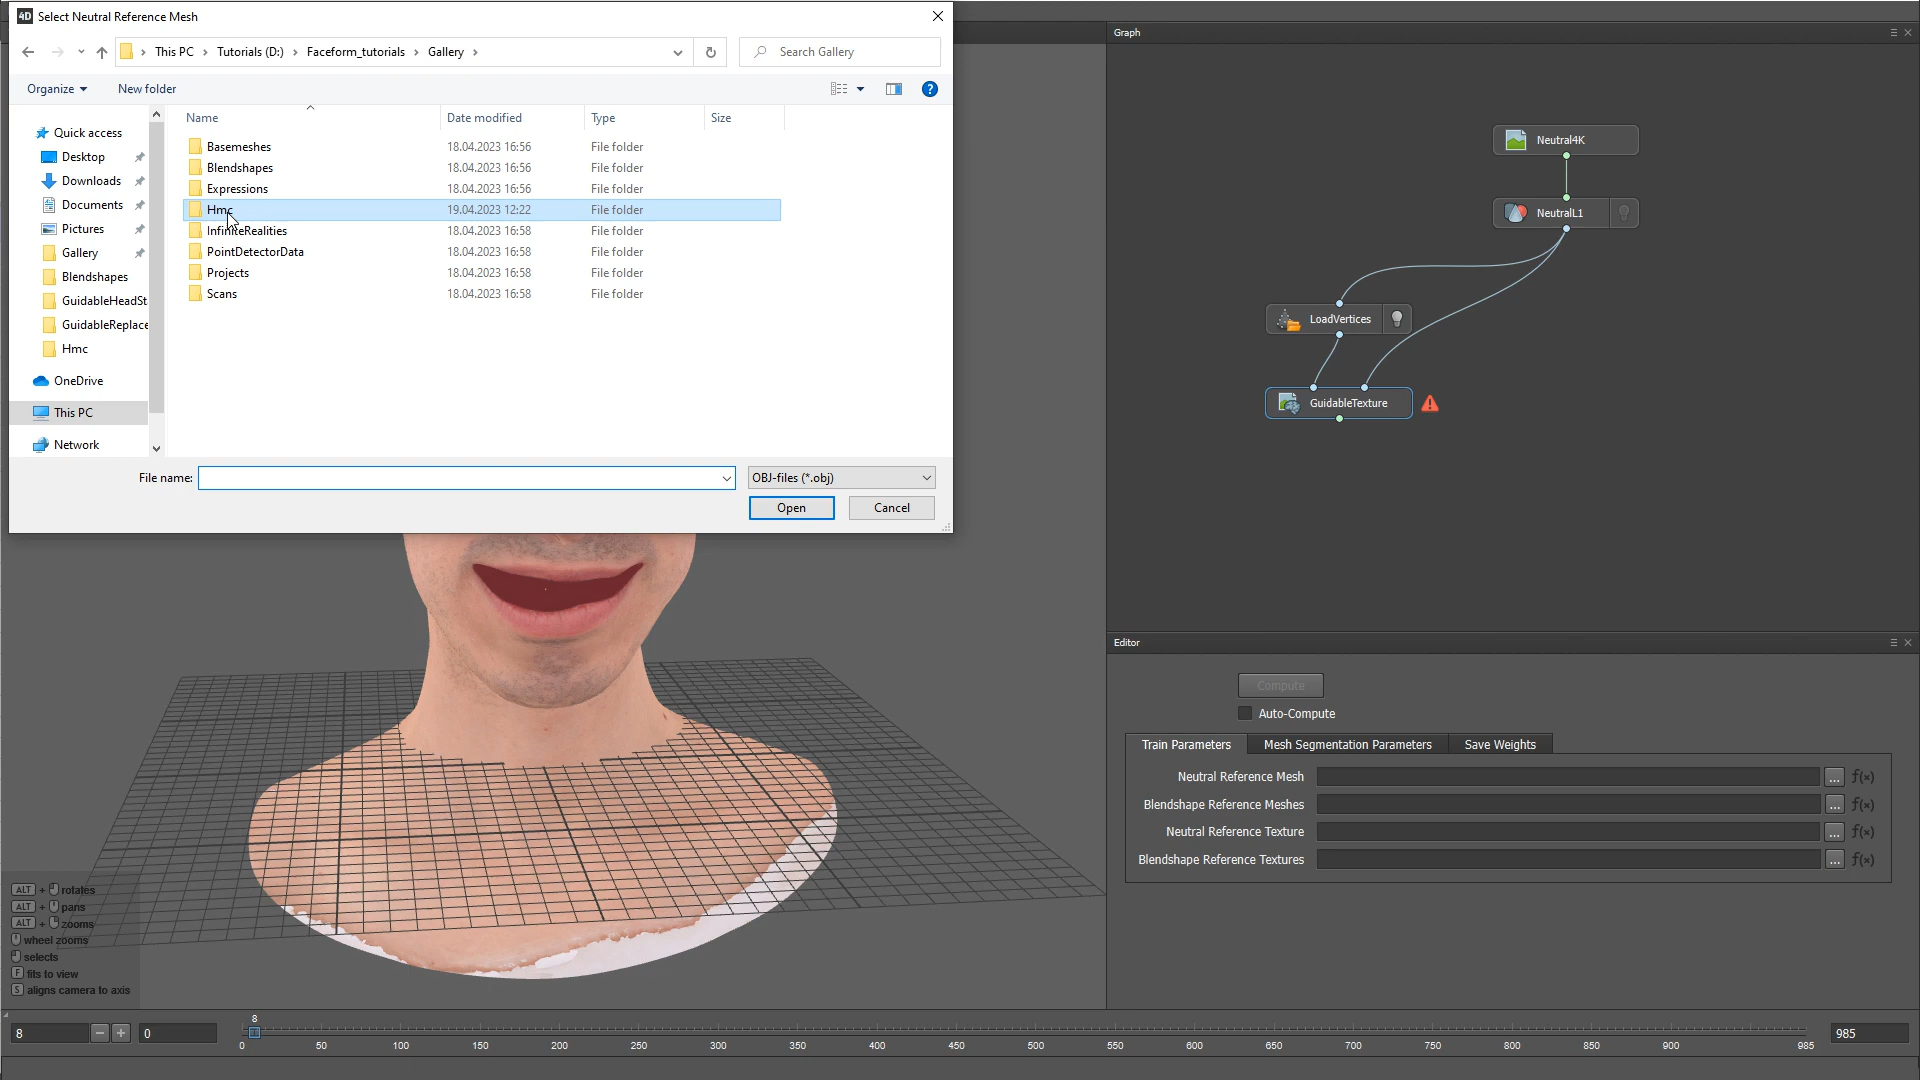 4D Select Neutral Reference Mesh
This PC > Tutorials (D:) > Faceform_tutorials > Gallery >
Search Gallery
Organize
New folder
Name
Date modified
Type
Size
Quick access
Desktop
Downloads
Documents
Pictures
Gallery
Blendshapes
GuidableHeadSt
GuidableReplace
Hmc
OneDrive
This PC
Network
Basemeshes 18.04.2023 16:56 File folder
Blendshapes 18.04.2023 16:56 File folder
Expressions 18.04.2023 16:56 File folder
Hmc 19.04.2023 12:22 File folder
InfiniteRealities 18.04.2023 16:58 File folder
PointDetectorData 18.04.2023 16:58 File folder
Projects 18.04.2023 16:58 File folder
Scans 18.04.2023 16:58 File folder
File name:
OBJ-files (*.obj)
Open
Cancel
Graph
Neutral4K
NeutralL1
LoadVertices
GuidableTexture
Editor
Compute
Auto-Compute
Train Parameters
Mesh Segmentation Parameters
Save Weights
Neutral Reference Mesh ... f(x)
Blendshape Reference Meshes ... f(x)
Neutral Reference Texture ... f(x)
Blendshape Reference Textures ... f(x)
ALT + rotates
ALT + pans
ALT + zooms
wheel zooms
selects
F fits to view
S aligns camera to axis
8
8 − + 0
985
0 50 100 150 200 250 300 350 400 450 500 550 600 650 700 750 800 850 900 985